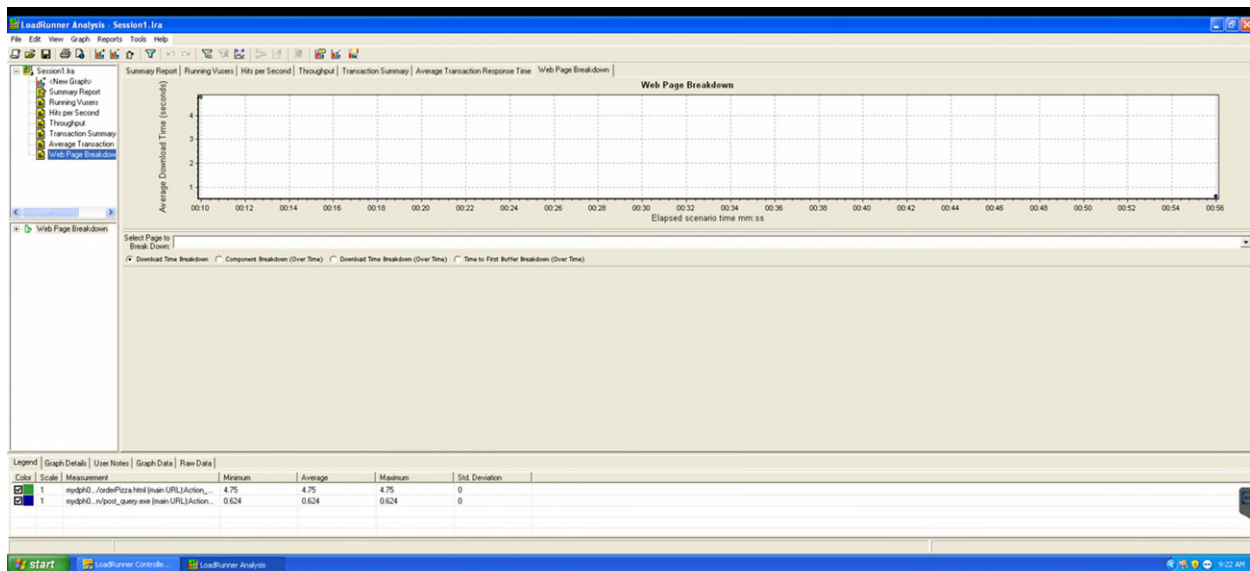 LoadRunner Analysis - Session1.lra
File Edit View Graph Reports Tools Help
Session1.lra
<New Graph>
Summary Report
Running Vusers
Hits per Second
Throughput
Transaction Summary
Average Transaction
Web Page Breakdown
Summary Report Running Vusers Hits per Second Throughput Transaction Summary Average Transaction Response Time Web Page Breakdown
Web Page Breakdown
Average Download Time (seconds)
4
3
2
1
00:10 00:12 00:14 00:16 00:18 00:20 00:22 00:24 00:26 00:28 00:30 00:32 00:34 00:36 00:38 00:40 00:42 00:44 00:46 00:48 00:50 00:52 00:54 00:56
Elapsed scenario time mm:ss
Web Page Breakdown
Select Page to
Break Down:
Download Time Breakdown Component Breakdown (Over Time) Download Time Breakdown (Over Time) Time to First Buffer Breakdown (Over Time)
Legend Graph Details User Notes Graph Data Raw Data
Color Scale Measurement Minimum Average Maximum Std. Deviation
1 mydph0.../orderPizza.html (main URL):Action_... 4.75 4.75 4.75 0
1 mydph0...n/post_query.exe (main URL):Action... 0.624 0.624 0.624 0
start LoadRunner Controlle... LoadRunner Analysis 9:22 AM